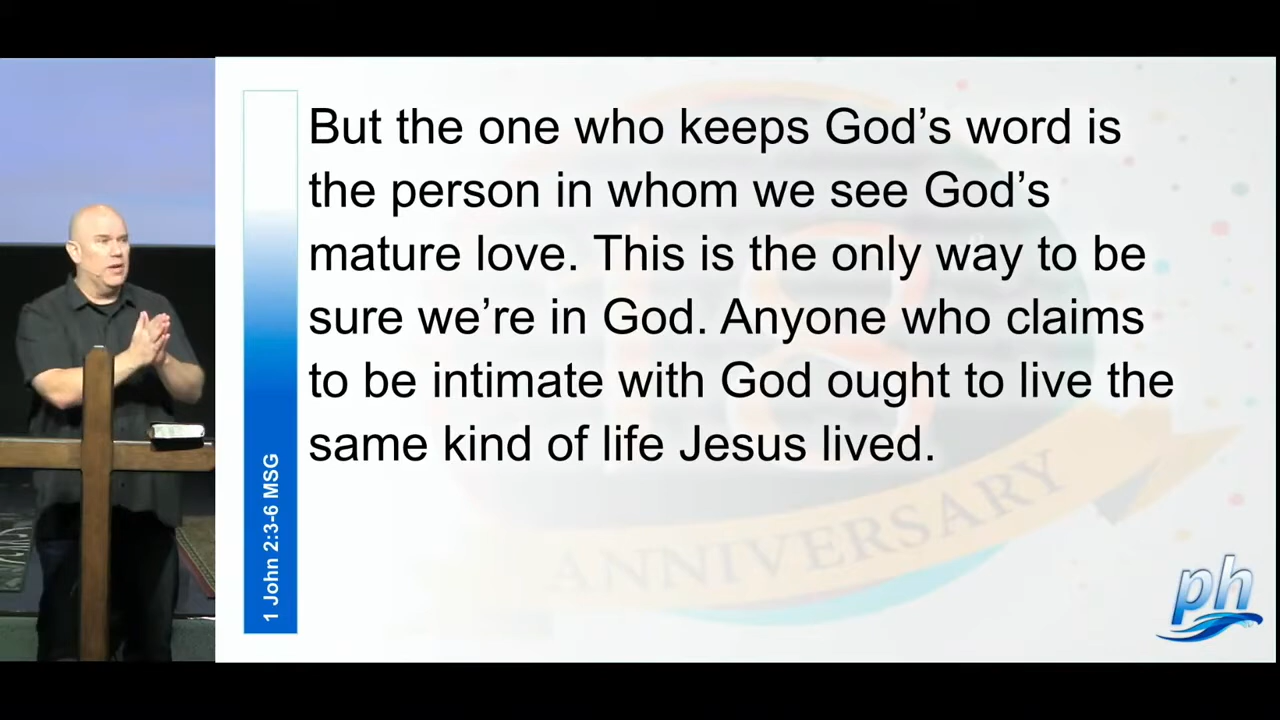 But the one who keeps God’s word is
the person in whom we see God’s
mature love. This is the only way to be
sure we’re in God. Anyone who claims
to be intimate with God ought to live the
same kind of life Jesus lived.
1 John 2:3-6 MSG
18
ANNIVERSARY
ph